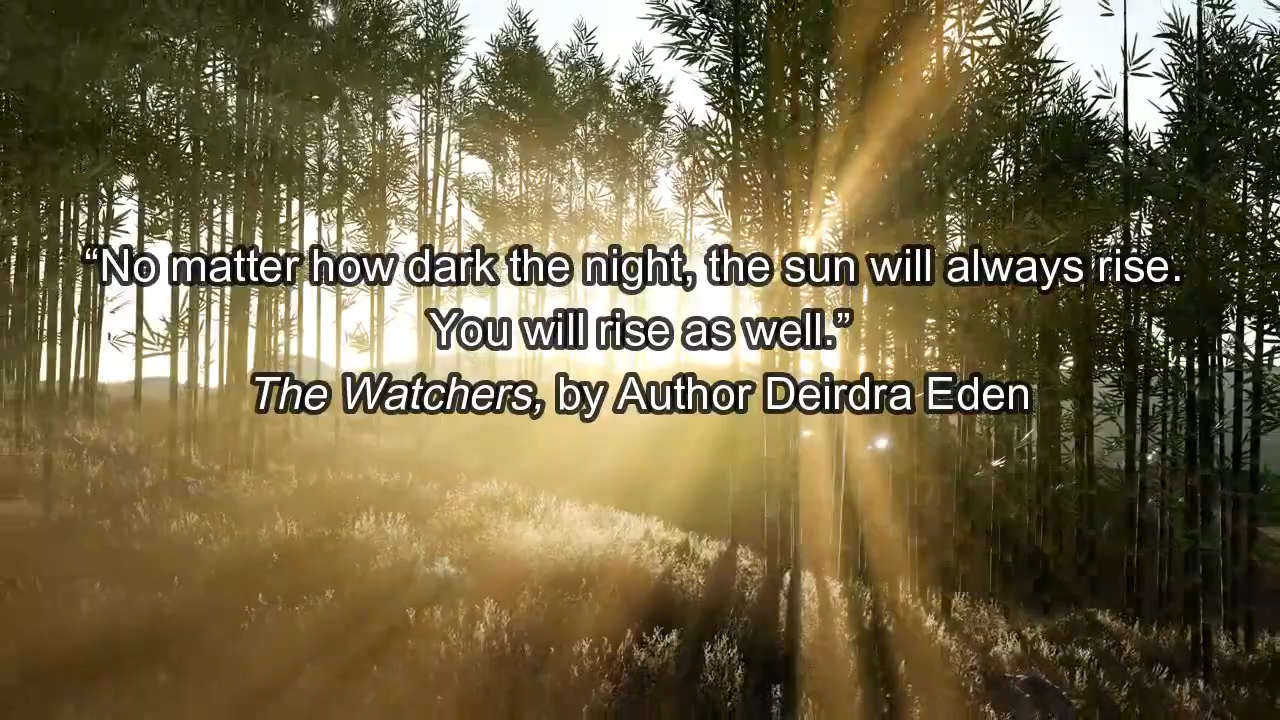 “No matter how dark the night, the sun will always rise.
You will rise as well.”
The Watchers, by Author Deirdra Eden